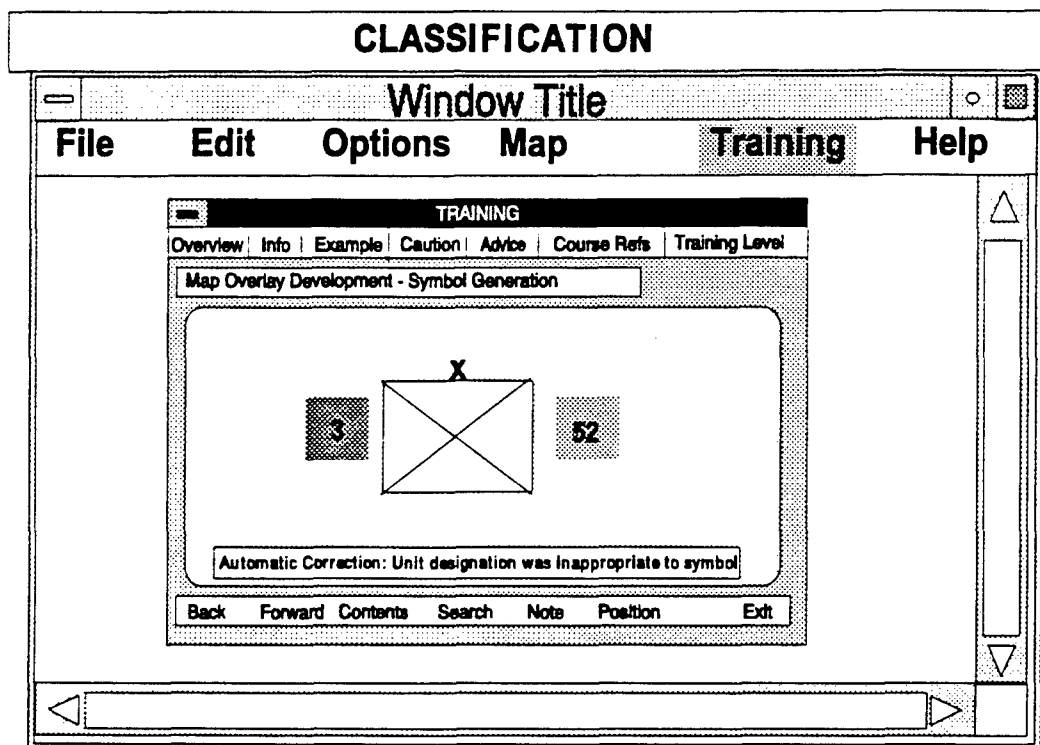 CLASSIFICATION
Window Title
File Edit Options Map Training Help
TRAINING
Overview Info Example Caution Advice Course Refs Training Level
Map Overlay Development - Symbol Generation
X
3 52
Automatic Correction: Unit designation was inappropriate to symbol
Back Forward Contents Search Note Position Exit